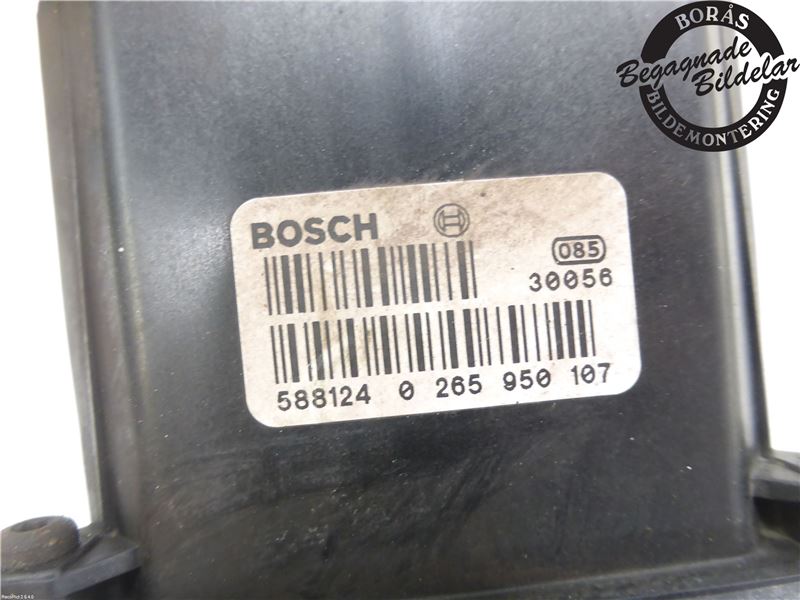 BORÅS
Begagnade
Bildelar
BILDEMONTERING
BOSCH
085
30056
588124 0 265 950 107